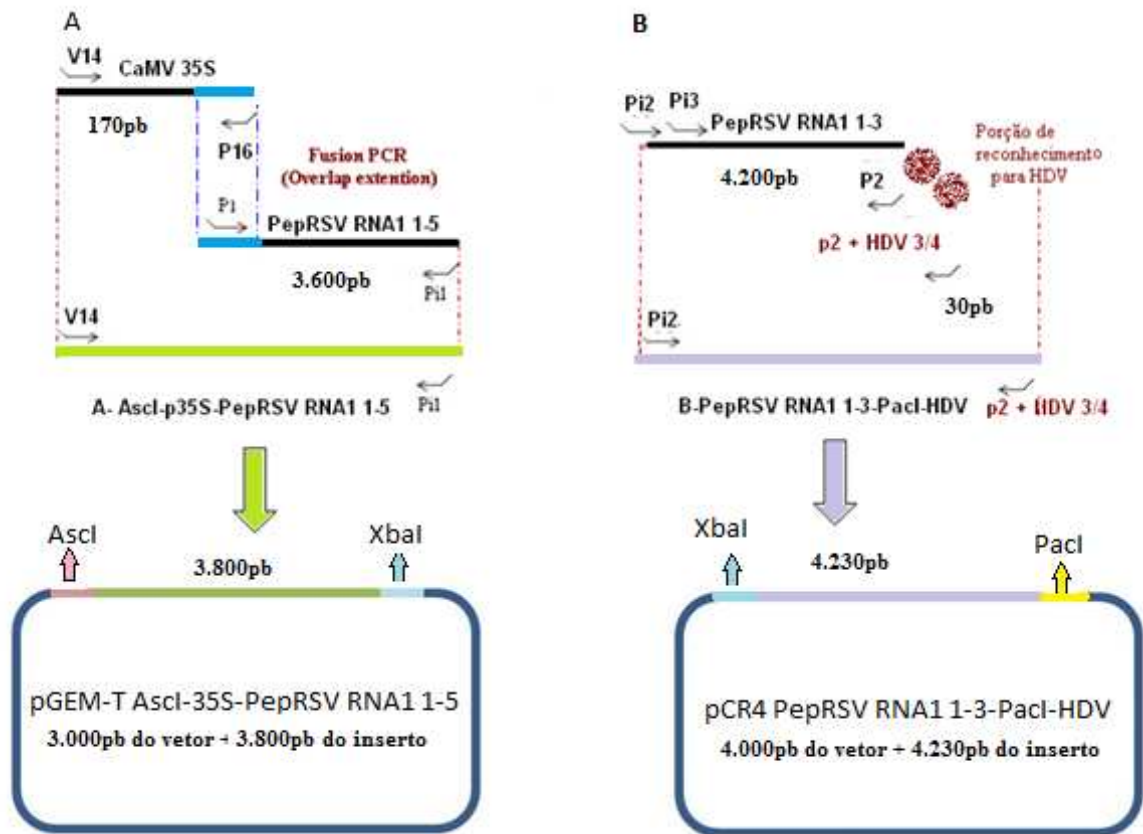 A
V14
CaMV 35S
170pb
P16
Fusion PCR
(Overlap extention)
P1
PepRSV RNA1 1-5
3.600pb
Pi1
V14
A- AscI-p35S-PepRSV RNA1 1-5
Pi1
AscI
XbaI
3.800pb
pGEM-T AscI-35S-PepRSV RNA1 1-5
3.000pb do vetor + 3.800pb do inserto
B
Pi2
Pi3
PepRSV RNA1 1-3
Porção de
reconhecimento
para HDV
4.200pb
P2
p2 + HDV 3/4
30pb
Pi2
B-PepRSV RNA1 1-3-PacI-HDV
p2 + HDV 3/4
XbaI
PacI
4.230pb
pCR4 PepRSV RNA1 1-3-PacI-HDV
4.000pb do vetor + 4.230pb do inserto